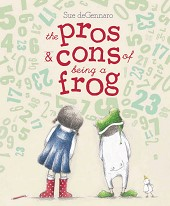 Sue deGennaro
the pros
& cons of
being a
frog